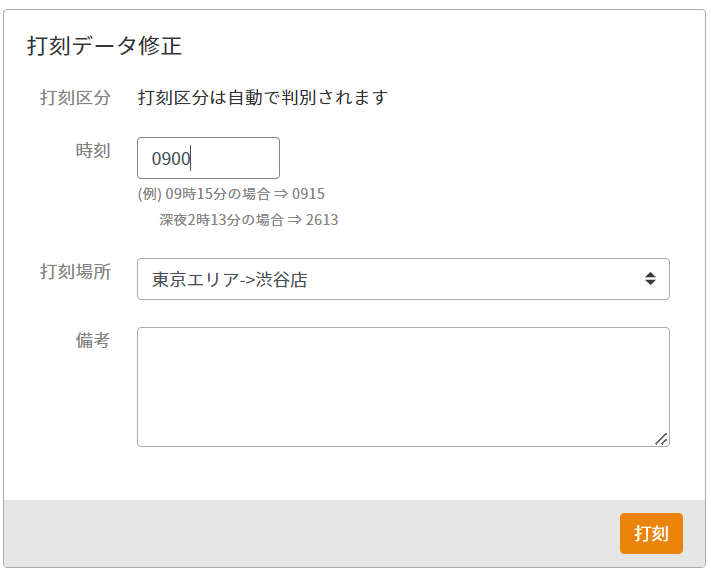 打刻データ修正
打刻区分 打刻区分は自動で判別されます
時刻 0900
(例) 09時15分の場合 ⇒ 0915
深夜2時13分の場合 ⇒ 2613
打刻場所 東京エリア->渋谷店
備考
打刻